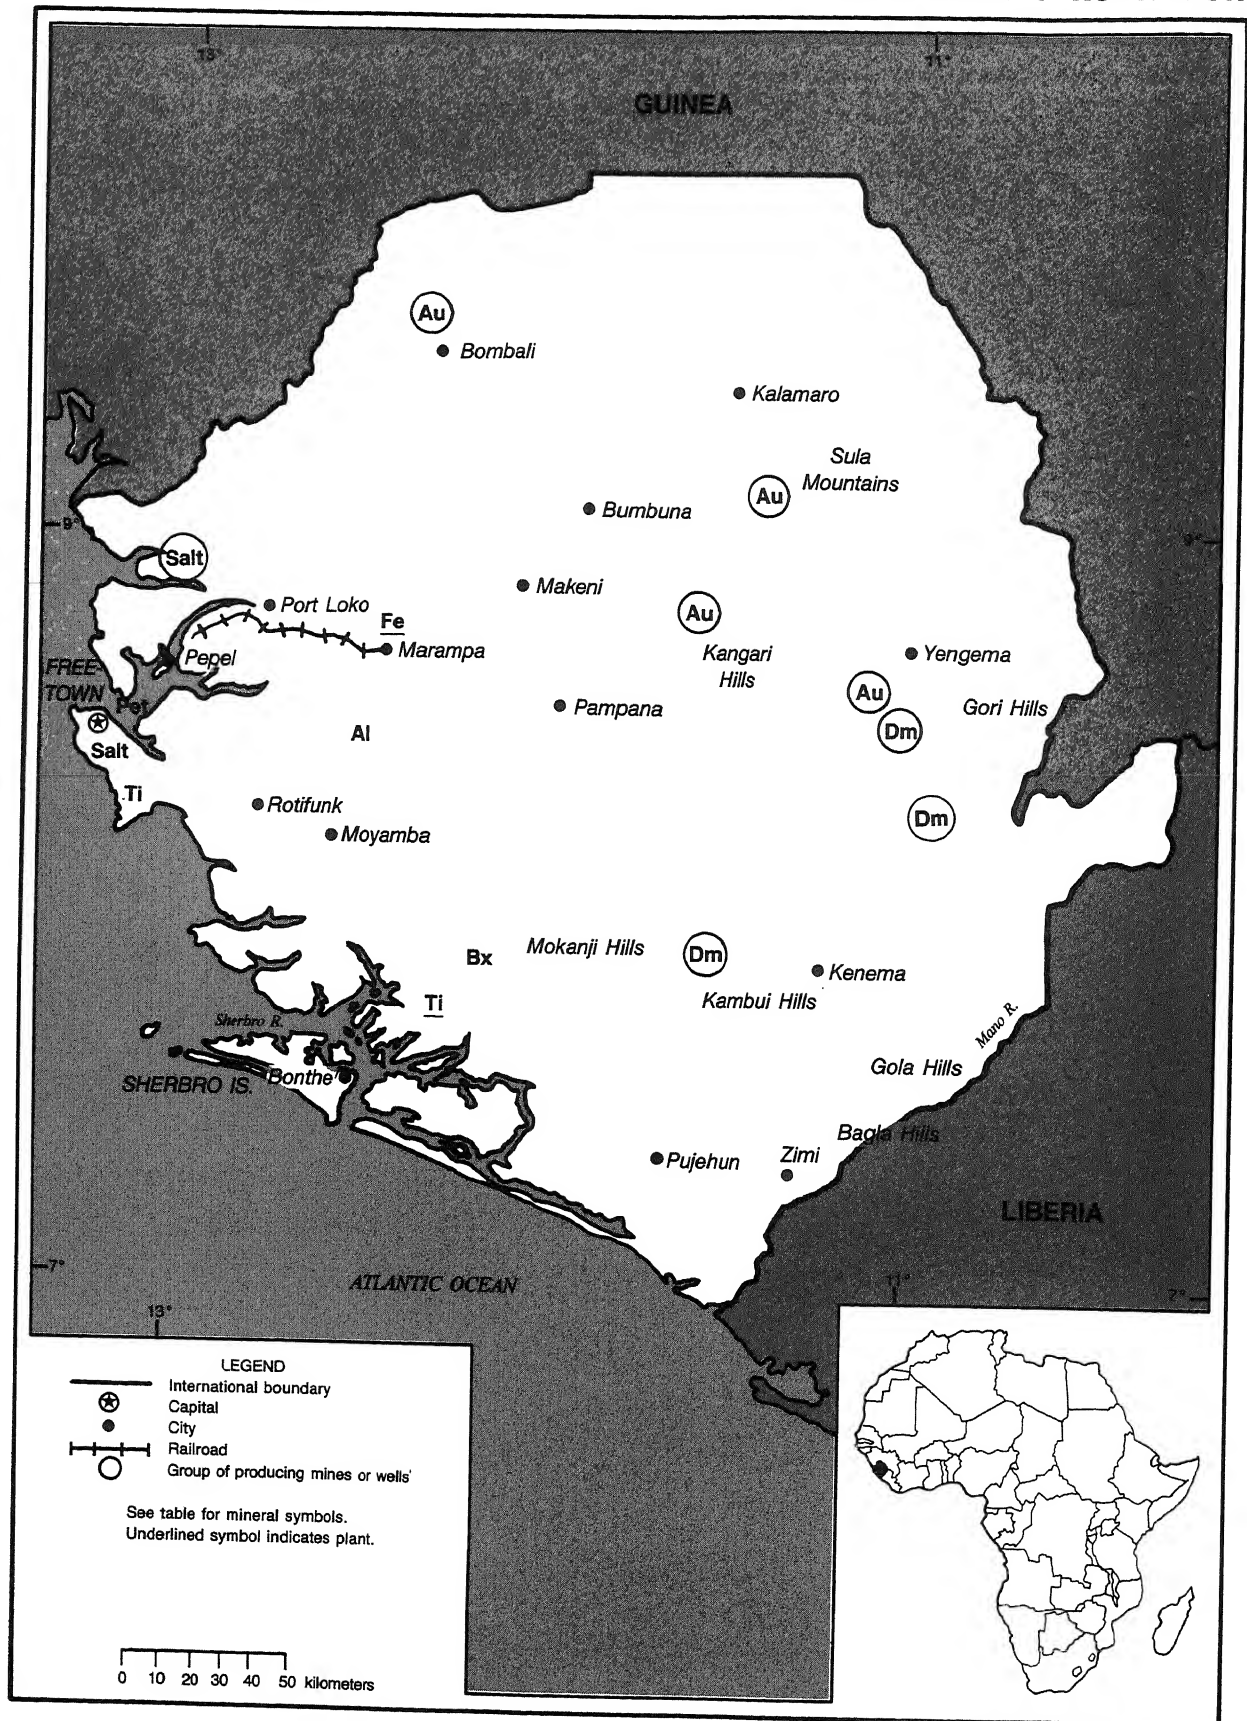 13°
11°
GUINEA
Au
Bombali
Kalamaro
Sula
Mountains
Au
Bumbuna
9°
9°
Salt
Makeni
Port Loko
Au
Fe
Marampa
Kangari
Hills
Yengema
Pepel
FREE-
TOWN
Pet
Au
Gori Hills
Pampana
Dm
Al
Salt
Ti
Rotifunk
Dm
Moyamba
Mokanji Hills
Dm
Bx
Kenema
Kambui Hills
Ti
Sherbro R.
Mano R.
Gola Hills
Bonthe
SHERBRO IS.
Bagla Hills
Pujehun
Zimi
LIBERIA
7°
ATLANTIC OCEAN
11°
7°
13°
LEGEND
International boundary
Capital
City
Railroad
Group of producing mines or wells
See table for mineral symbols.
Underlined symbol indicates plant.
0 10 20 30 40 50 kilometers